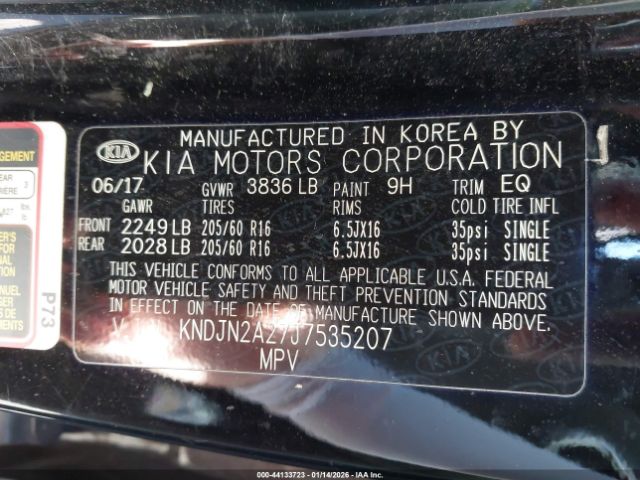 MANUFACTURED IN KOREA BY
KIA KIA MOTORS CORPORATION
06/17 GVWR 3836 LB PAINT 9H TRIM EQ
GAWR TIRES RIMS COLD TIRE INFL
FRONT 2249 LB 205/60 R16 6.5JX16 35psi SINGLE
REAR 2028 LB 205/60 R16 6.5JX16 35psi SINGLE
THIS VEHICLE CONFORMS TO ALL APPLICABLE U.S.A. FEDERAL
MOTOR VEHICLE SAFETY AND THEFT PREVENTION STANDARDS
IN EFFECT ON THE DATE OF MANUFACTURE SHOWN ABOVE.
KNDJN2A27J7535207
MPV
P73
00-44133723 - 01/14/2026 - IAA Inc.